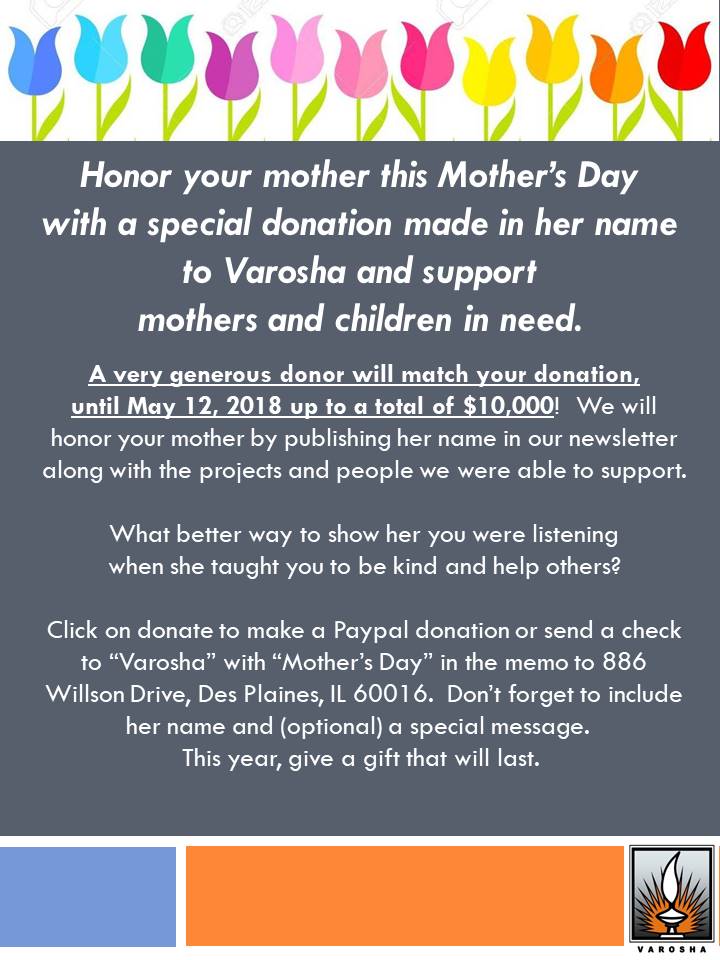 Honor your mother this Mother’s Day
with a special donation made in her name
to Varosha and support
mothers and children in need.
A very generous donor will match your donation,
until May 12, 2018 up to a total of $10,000!  We will
honor your mother by publishing her name in our newsletter
along with the projects and people we were able to support.
What better way to show her you were listening
when she taught you to be kind and help others?
Click on donate to make a Paypal donation or send a check
to “Varosha” with “Mother’s Day” in the memo to 886
Willson Drive, Des Plaines, IL 60016.  Don’t forget to include
her name and (optional) a special message.
This year, give a gift that will last.
VAROSHA